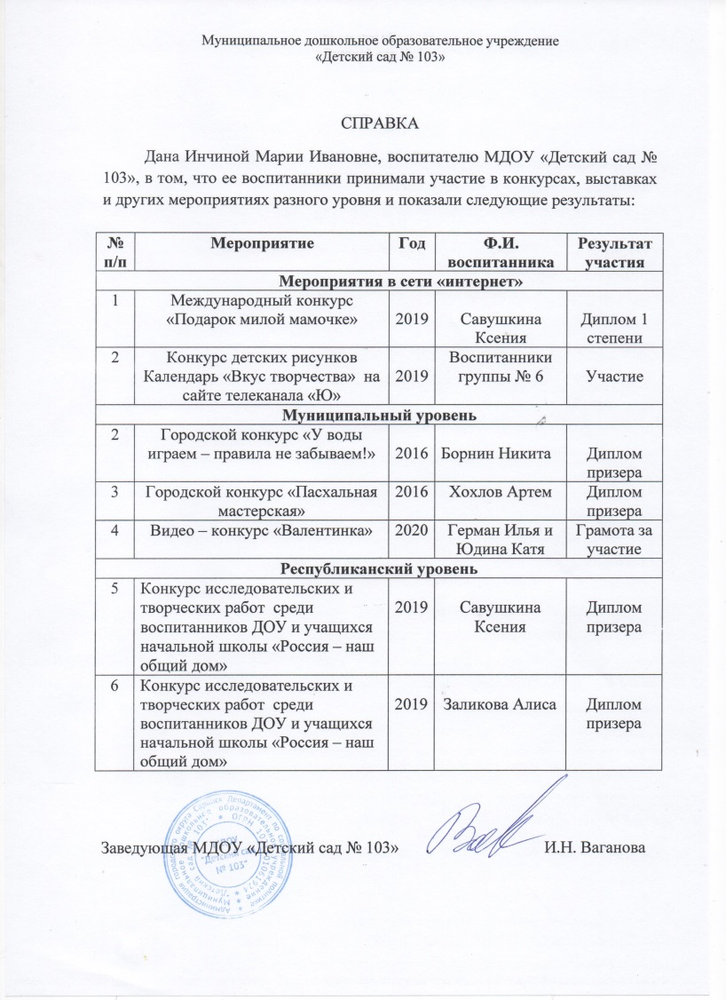 Муниципальное дошкольное образовательное учреждение
«Детский сад № 103»
СПРАВКА
Дана Инчиной Марии Ивановне, воспитателю МДОУ «Детский сад №
103», в том, что ее воспитанники принимали участие в конкурсах, выставках
и других мероприятиях разного уровня и показали следующие результаты:
№ п/п Мероприятие Год Ф.И. воспитанника Результат участия
Мероприятия в сети «интернет»
1 Международный конкурс
«Подарок милой мамочке» 2019 Савушкина Диплом 1
Ксения степени
2 Конкурс детских рисунков Воспитанники
Календарь «Вкус творчества» на 2019 группы № 6 Участие
сайте телеканала «Ю»
Муниципальный уровень
2 Городской конкурс «У воды
играем – правила не забываем!» 2016 Борнин Никита Диплом
призера
3 Городской конкурс «Пасхальная 2016 Хохлов Артем Диплом
мастерская» призера
4 Видео – конкурс «Валентинка» 2020 Герман Илья и Грамота за
Юдина Катя участие
Республиканский уровень
5 Конкурс исследовательских и
творческих работ среди 2019 Савушкина Диплом
воспитанников ДОУ и учащихся Ксения призера
начальной школы «Россия – наш
общий дом»
6 Конкурс исследовательских и
творческих работ среди 2019 Заликова Алиса Диплом
воспитанников ДОУ и учащихся призера
начальной школы «Россия – наш
общий дом»
Заведующая МДОУ «Детский сад № 103» И.Н. Ваганова
МДОУ
"Детский сад
№ 103"